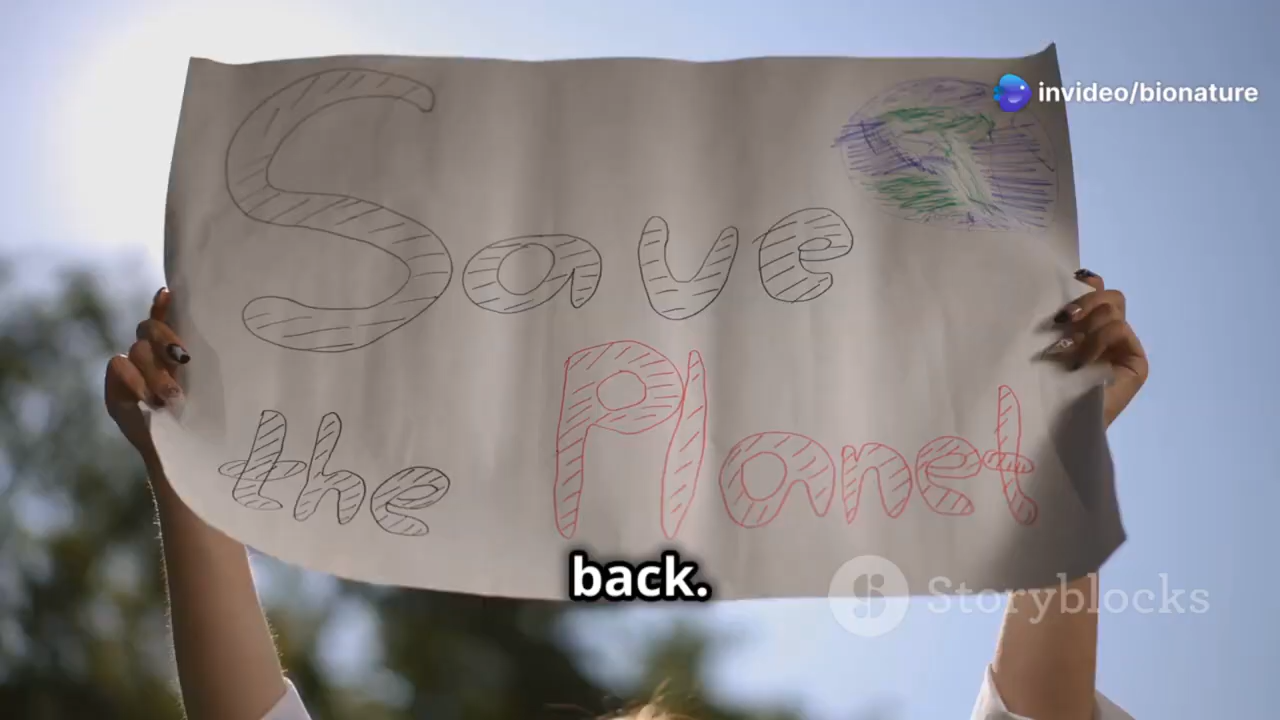 invideo/bionature
Save
the Planet
back.
Storyblocks